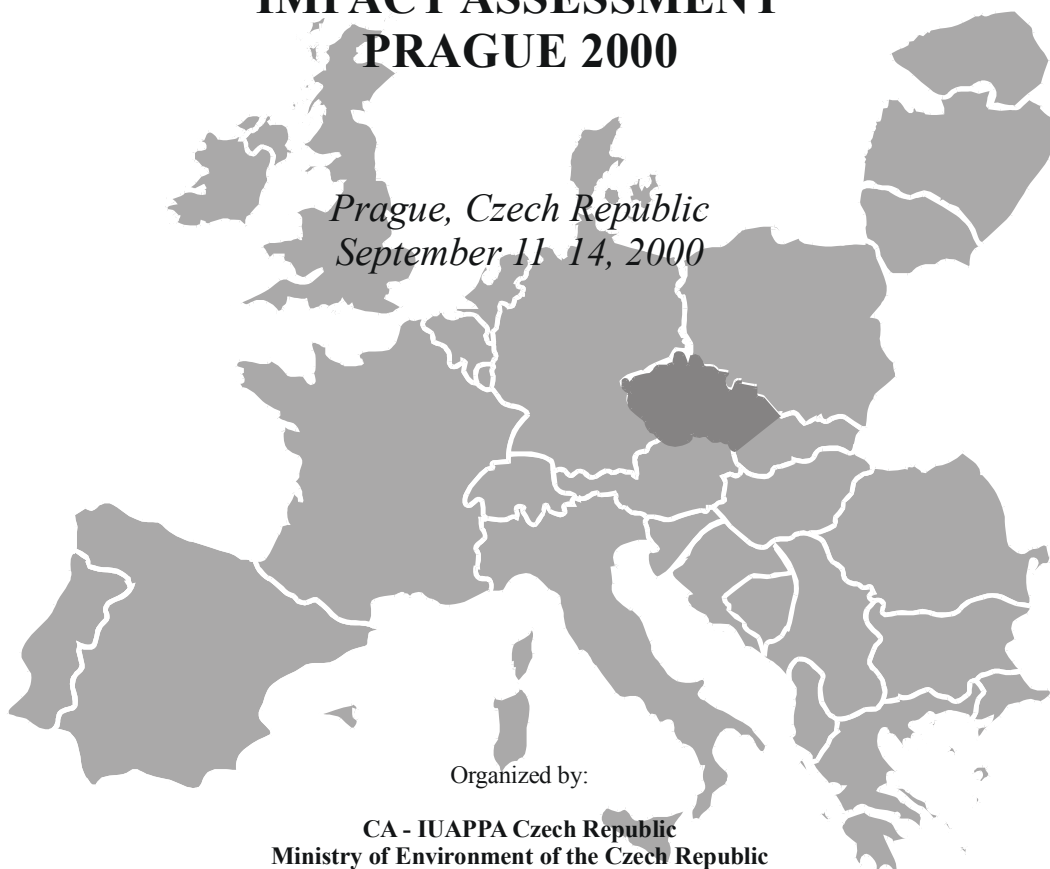 IMPACT ASSESSMENT
PRAGUE 2000
Prague, Czech Republic
September 11 14, 2000
Organized by:
CA - IUAPPA Czech Republic
Ministry of Environment of the Czech Republic